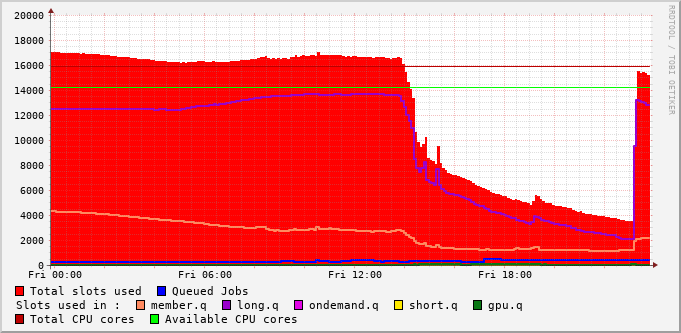 20000
18000
16000
14000
12000
10000
8000
6000
4000
2000
0
Fri 00:00 Fri 06:00 Fri 12:00 Fri 18:00
Total slots used Queued Jobs
Slots used in : member.q long.q ondemand.q short.q gpu.q
Total CPU cores Available CPU cores
RRDTOOL / TOBI OETIKER